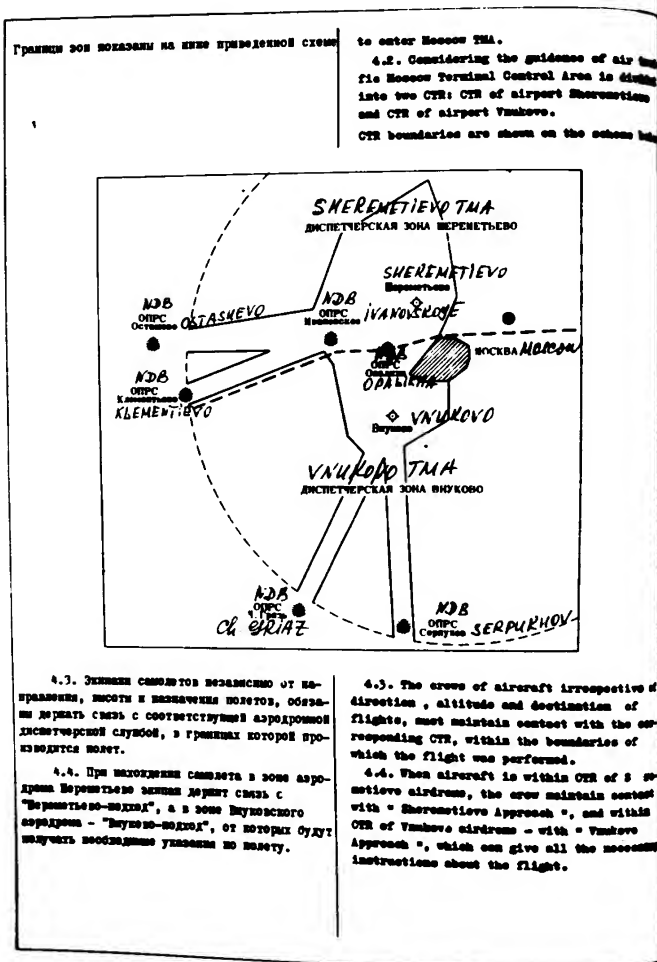 Границы зон показаны на ниже приведенной схеме
to enter Moscow TMA.
4.2. Considering the guidance of air
fic Moscow Terminal Control Area is
into two CTR: CTR of airport Sheremetievo
and CTR of airport Vnukovo.
CTR boundaries are shown on the scheme
SHEREMETIEVO TMA
ДИСПЕТЧЕРСКАЯ ЗОНА ШЕРЕМЕТЬЕВО
SHEREMETIEVO
Шереметьево
NDB
ОПРС
Осташево OSTASHEVO
NDB
ОПРС
Ивановское IVANOVSKOJE
NDB
ОПРС
OPALIKHA
МОСКВА MOSCOW
NDB
ОПРС
Клементьево
KLEMENTIEVO
VNUKOVO
Внуково
VNUKOVO TMA
ДИСПЕТЧЕРСКАЯ ЗОНА ВНУКОВО
NDB
ОПРС
Ч. Грязь
Ch GRIAZ
NDB
ОПРС
Серпухов SERPUKHOV
4.3. Экипажи самолетов независимо от на-
правления, высоты и назначения полетов, обяза-
ны держать связь с соответствующей аэродромной
диспетчерской службой, в границах которой про-
изводится полет.
4.4. При нахождении самолета в зоне аэро-
дрома Шереметьево экипаж держит связь с
"Шереметьево-подход", а в зоне Внуковского
аэродрома - "Внуково-подход", от которых будут
получать необходимые указания по полету.
4.3. The crews of aircraft irrespective of
direction , altitude and destination of
flights, must maintain contact with the cor-
responding CTR, within the boundaries of
which the flight was performed.
4.4. When aircraft is within CTR of
metievo airdrome, the crew maintain contact
with " Sheremetievo Approach ", and within
CTR of Vnukovo airdrome - with " Vnukovo
Approach ", which can give all the necessary
instructions about the flight.